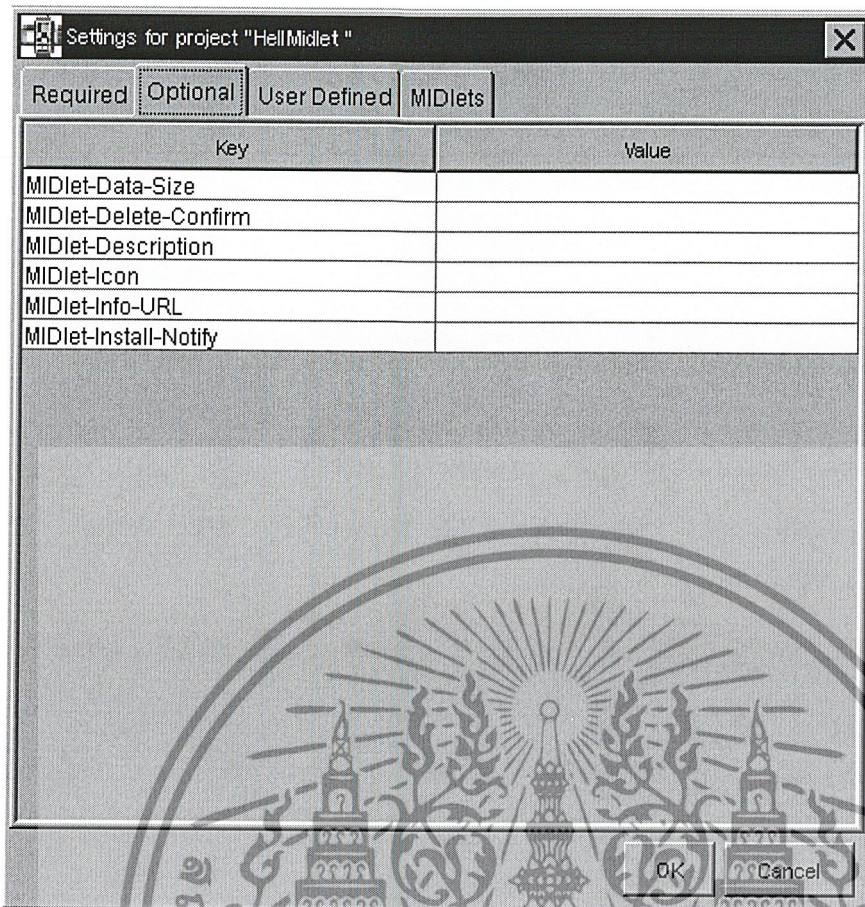 Settings for project "HellMidlet "
Required Optional User Defined MIDlets
Key Value
MIDlet-Data-Size
MIDlet-Delete-Confirm
MIDlet-Description
MIDlet-Icon
MIDlet-Info-URL
MIDlet-Install-Notify
OK Cancel